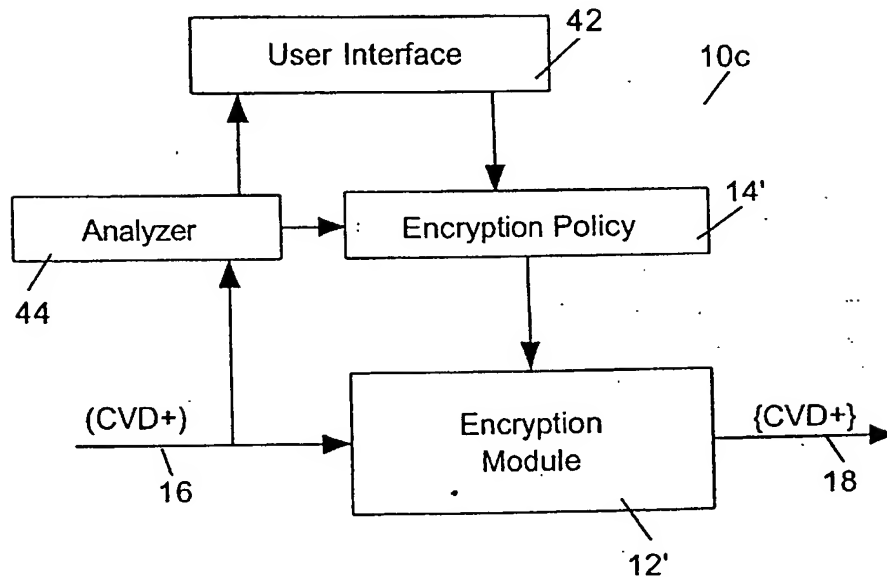 User Interface
42
10c
Analyzer
44
Encryption Policy
14'
(CVD+)
16
Encryption
Module
12'
{CVD+}
18